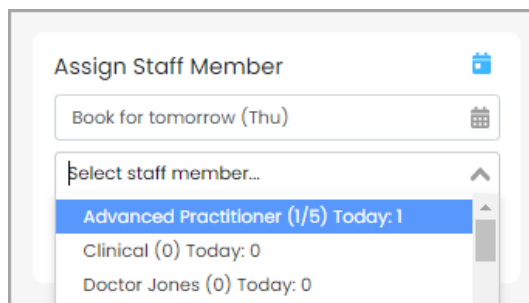 Assign Staff Member
Book for tomorrow (Thu)
Select staff member...
Advanced Practitioner (1/5) Today: 1
Clinical (0) Today: 0
Doctor Jones (0) Today: 0